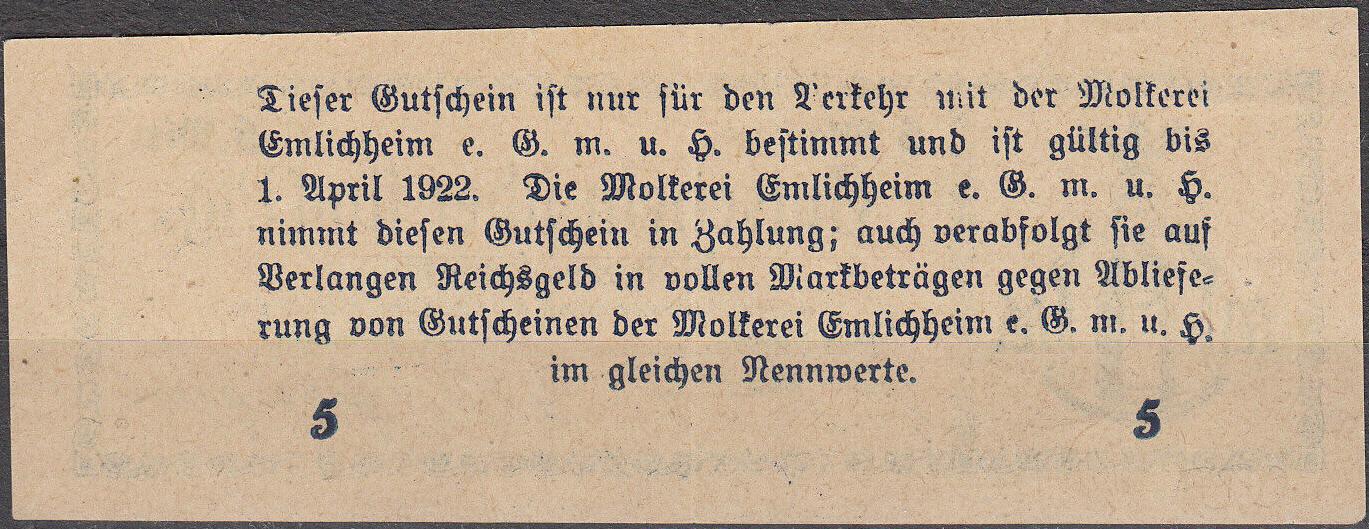 Dieser Gutschein ist nur für den Verkehr mit der Molkerei
Emlichheim e. G. m. u. H. bestimmt und ist gültig bis
1. April 1922. Die Molkerei Emlichheim e. G. m. u. H.
nimmt diesen Gutschein in Zahlung; auch verabfolgt sie auf
Verlangen Reichsgeld in vollen Markbeträgen gegen Abliefe-
rung von Gutscheinen der Molkerei Emlichheim e. G. m. u. H.
im gleichen Nennwerte.
5 5